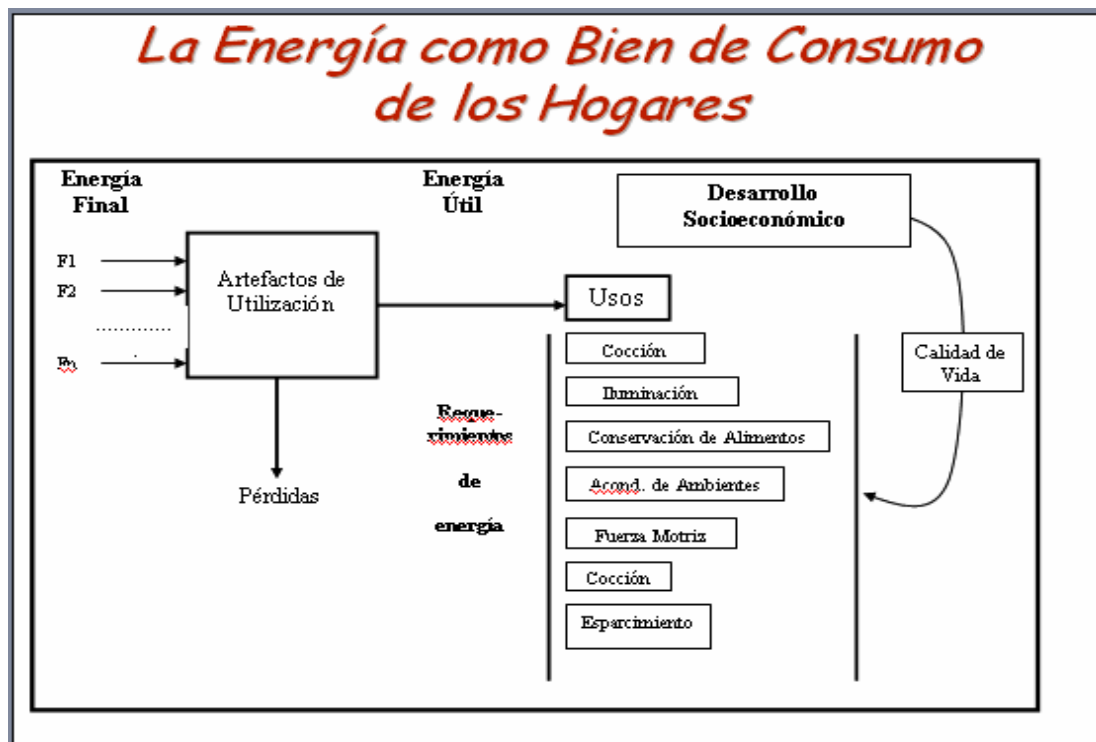 La Energía como Bien de Consumo
de los Hogares
Energía
Final
Energía
Útil
Desarrollo
Socioeconómico
F1
F2
............
.
Fn
Artefactos de
Utilización
Pérdidas
Usos
Reque-
rimientos
de
energía
Cocción
Iluminación
Conservación de Alimentos
Acond. de Ambientes
Fuerza Motriz
Cocción
Esparcimiento
Calidad de
Vida